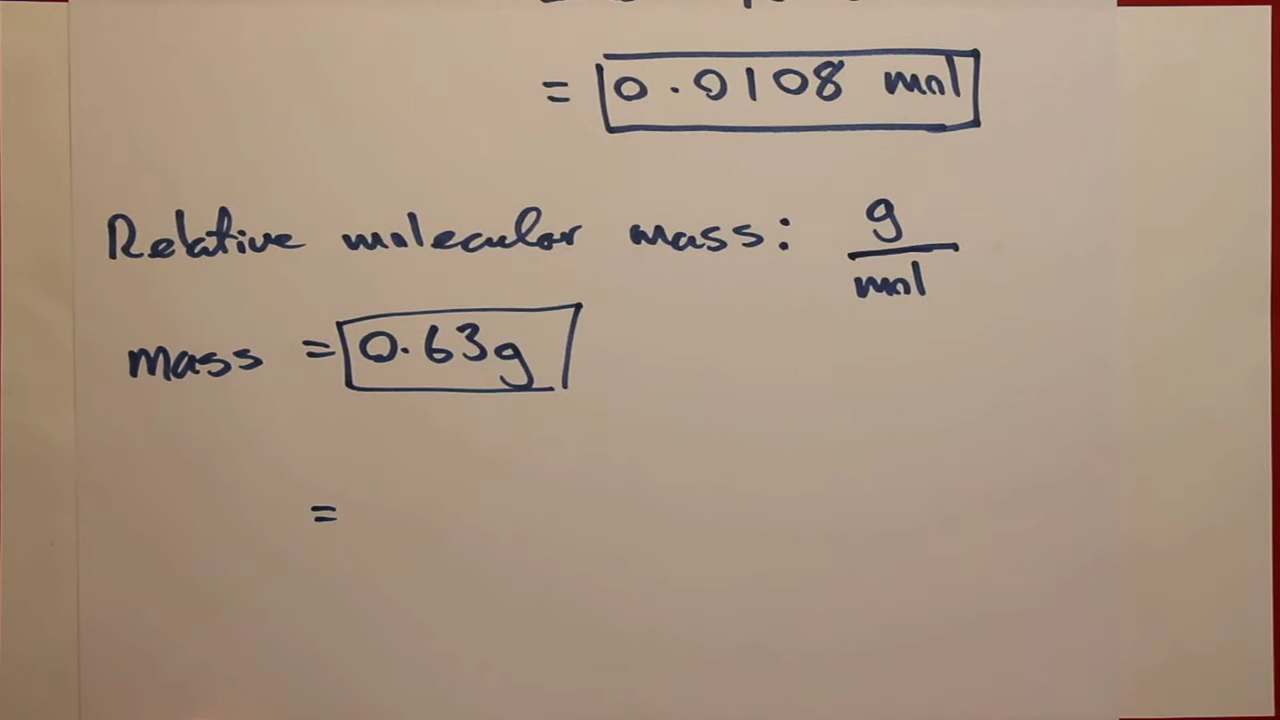 = 0.0108 mol
Relative molecular mass: g/mol
mass = 0.63g
=